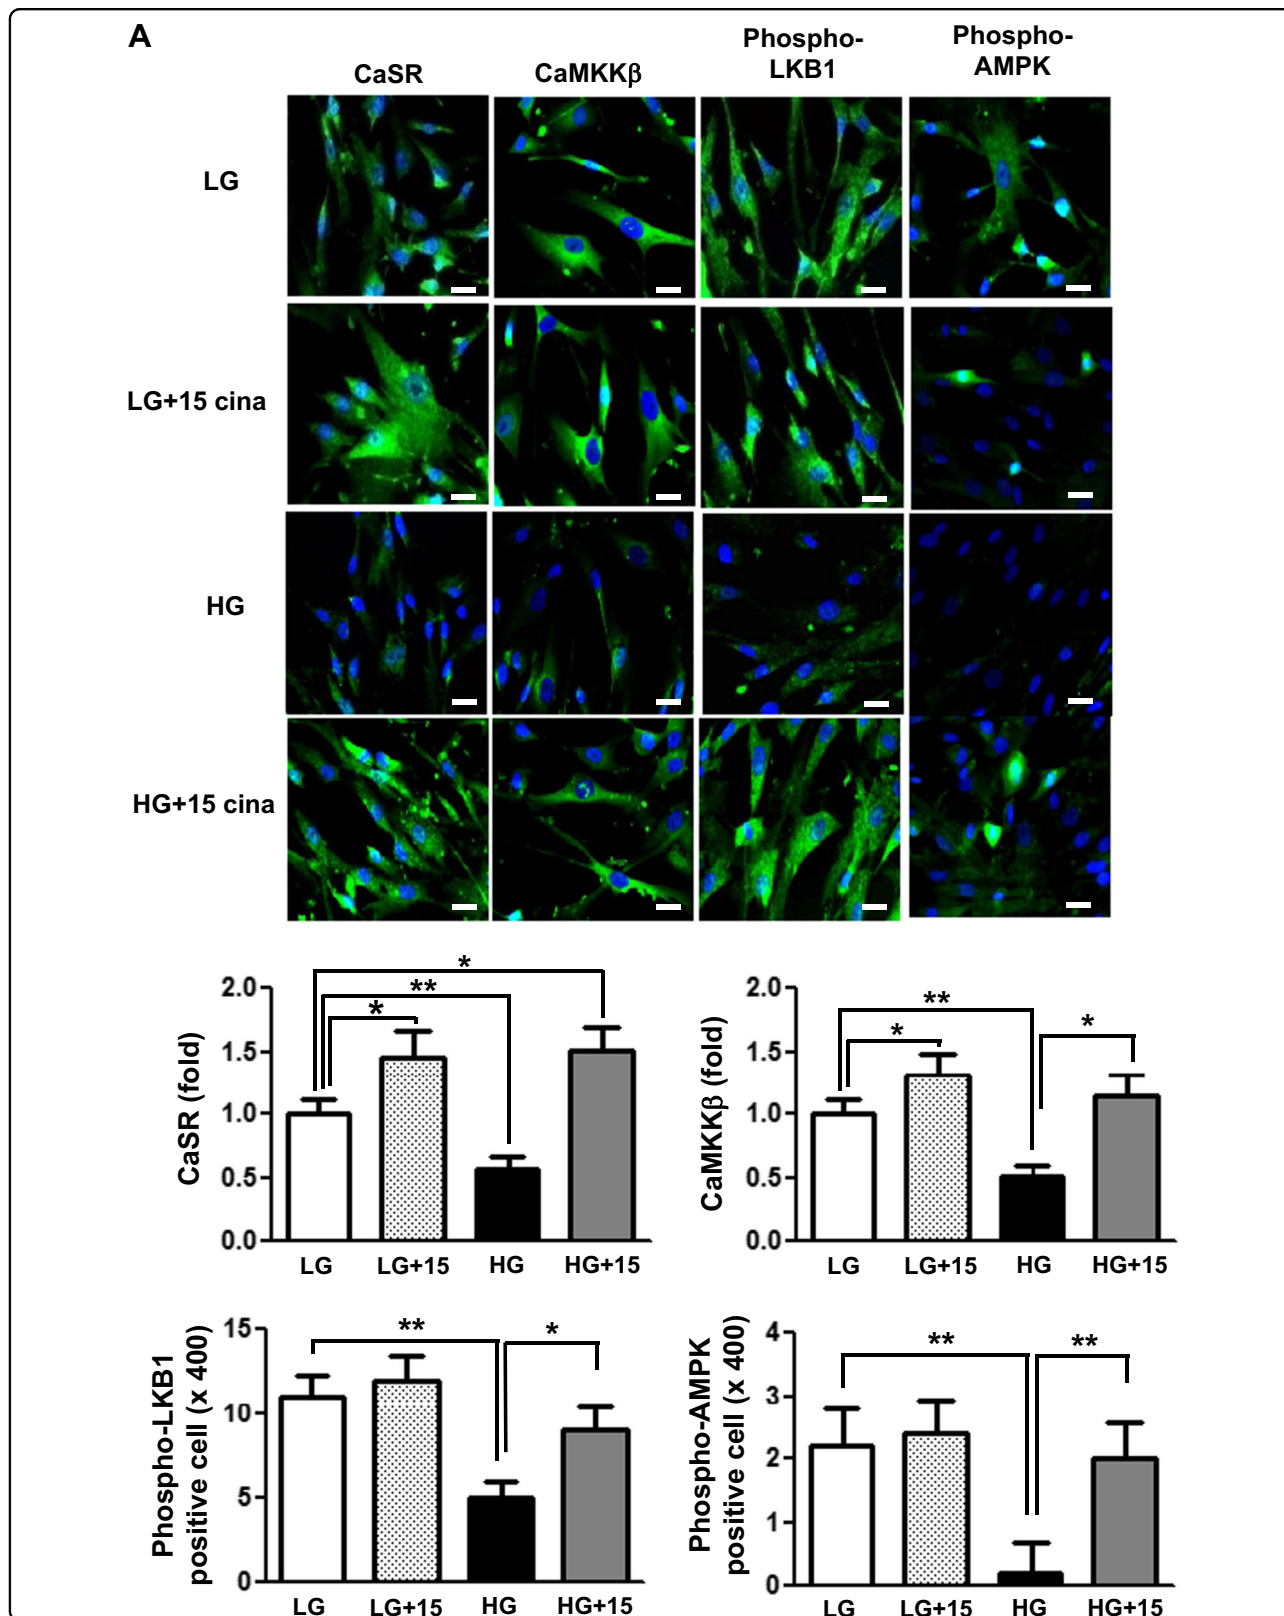 A
CaSR
CaMKKβ
Phospho-
LKB1
Phospho-
AMPK
LG
LG+15 cina
HG
HG+15 cina
CaSR (fold)
2.0
1.5
1.0
0.5
0.0
*
**
*
LG
LG+15
HG
HG+15
CaMKKβ (fold)
2.0
1.5
1.0
0.5
0.0
**
*
*
LG
LG+15
HG
HG+15
Phospho-LKB1
positive cell (x 400)
15
10
5
0
**
*
LG
LG+15
HG
HG+15
Phospho-AMPK
positive cell (x 400)
4
3
2
1
0
**
**
LG
LG+15
HG
HG+15